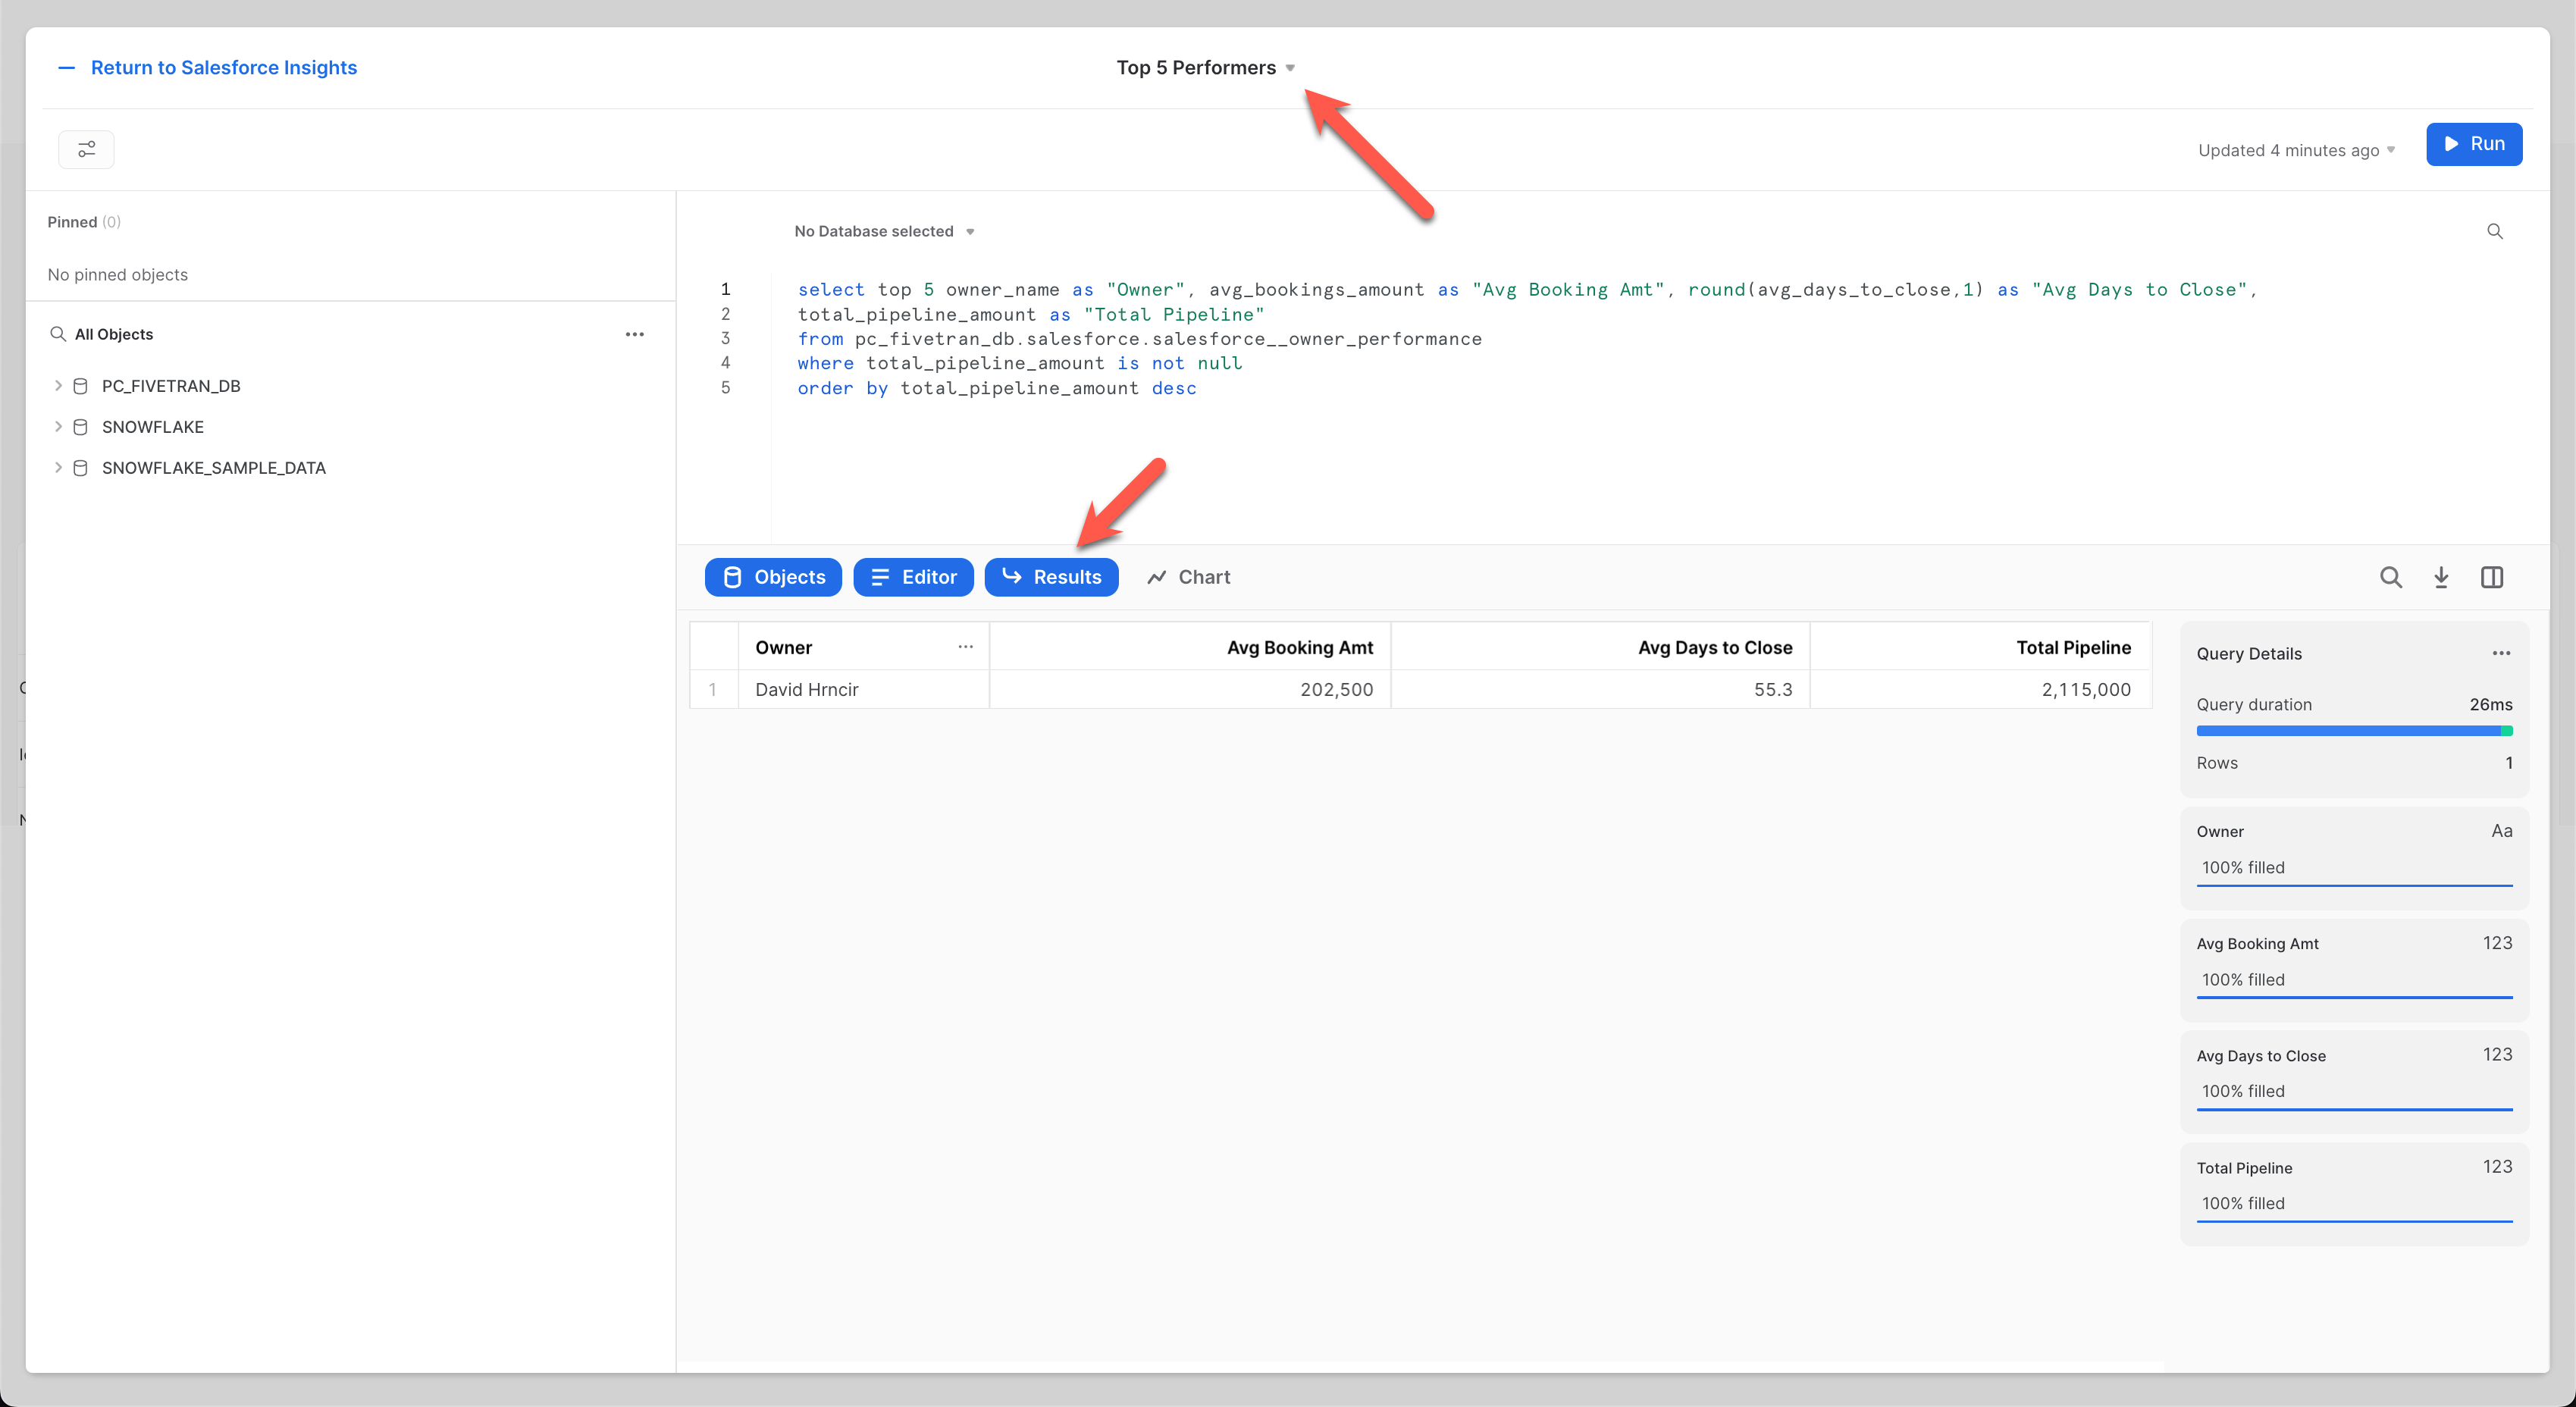 Return to Salesforce Insights
Top 5 Performers
Updated 4 minutes ago
Run
Pinned (0)
No pinned objects
All Objects
PC_FIVETRAN_DB
SNOWFLAKE
SNOWFLAKE_SAMPLE_DATA
No Database selected
1 select top 5 owner_name as "Owner", avg_bookings_amount as "Avg Booking Amt", round(avg_days_to_close,1) as "Avg Days to Close",
2 total_pipeline_amount as "Total Pipeline"
3 from pc_fivetran_db.salesforce.salesforce__owner_performance
4 where total_pipeline_amount is not null
5 order by total_pipeline_amount desc
Objects Editor Results Chart
Owner Avg Booking Amt Avg Days to Close Total Pipeline
1 David Hrncir 202,500 55.3 2,115,000
Query Details
Query duration 26ms
Rows 1
Owner Aa
100% filled
Avg Booking Amt 123
100% filled
Avg Days to Close 123
100% filled
Total Pipeline 123
100% filled